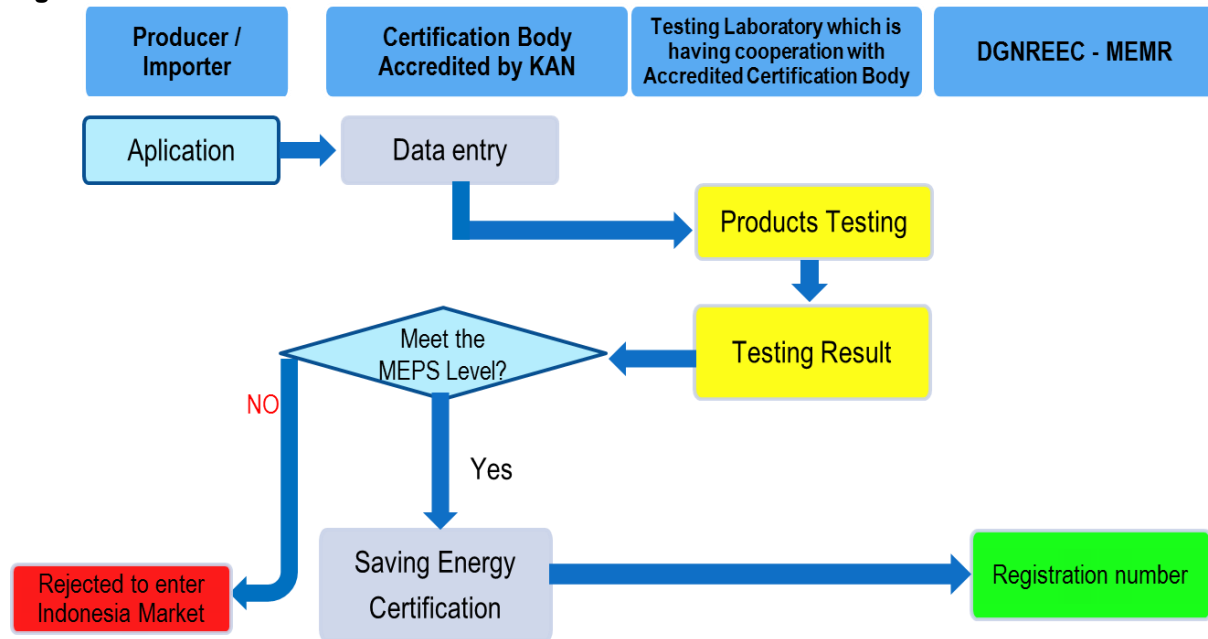 Producer /
Importer
Certification Body
Accredited by KAN
Testing Laboratory which is
having cooperation with
Accredited Certification Body
DGNREEC - MEMR
Aplication
Data entry
Products Testing
Testing Result
Meet the
MEPS Level?
NO
Yes
Saving Energy
Certification
Rejected to enter
Indonesia Market
Registration number